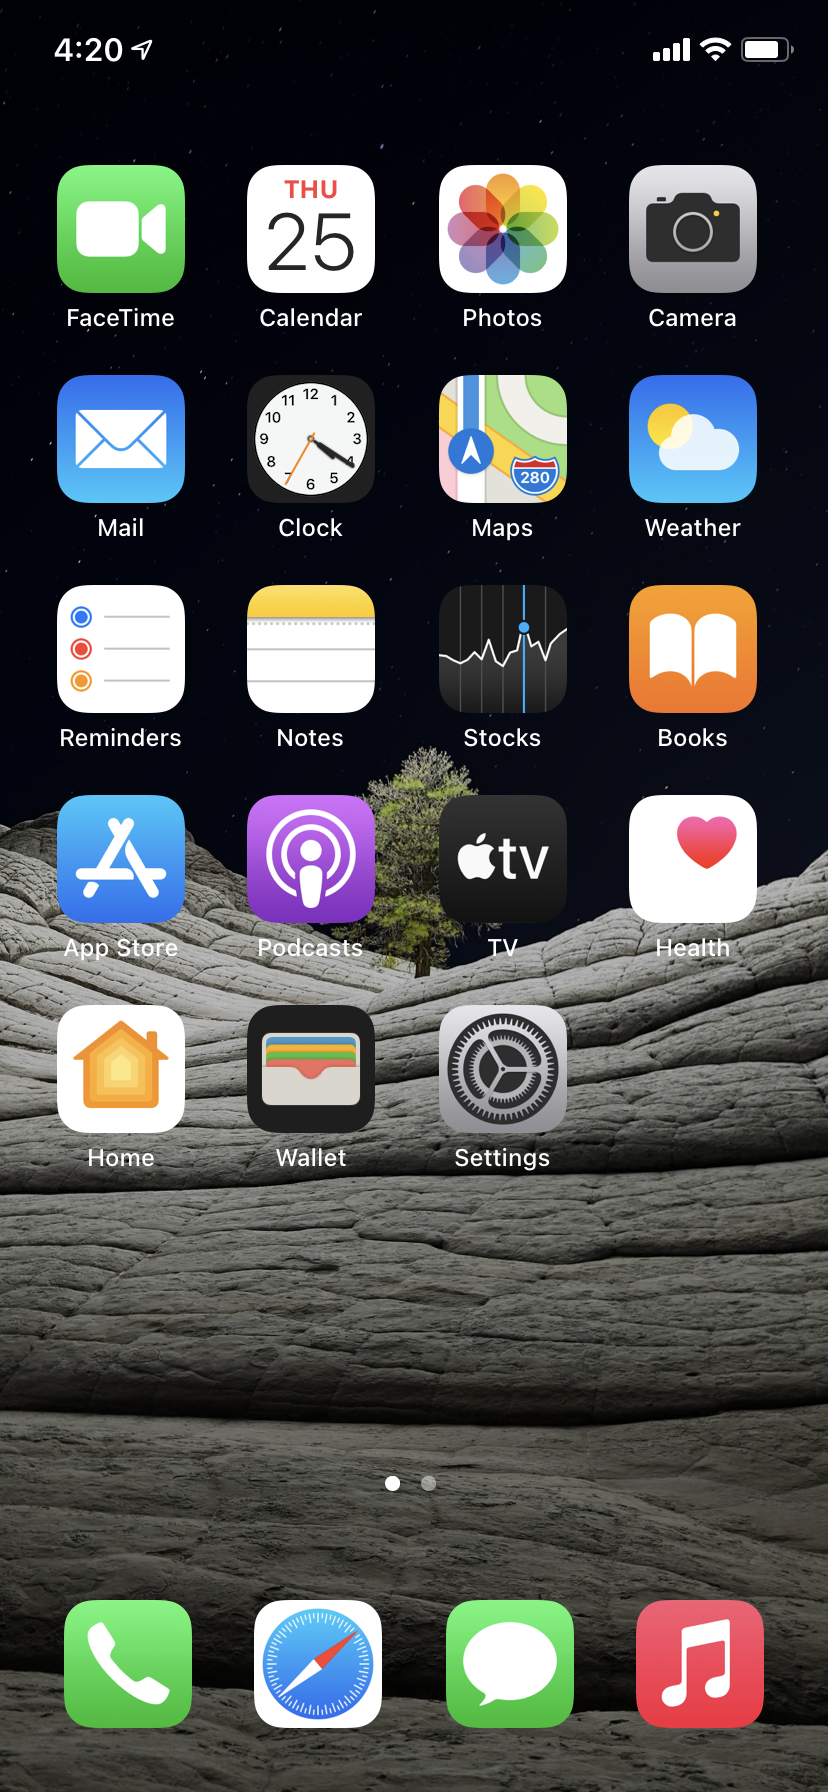 4:20
THU
25
FaceTime
Calendar
Photos
Camera
12
11
1
10
2
9
3
8
4
7
5
6
280
Mail
Clock
Maps
Weather
Reminders
Notes
Stocks
Books
tv
App Store
Podcasts
TV
Health
Home
Wallet
Settings